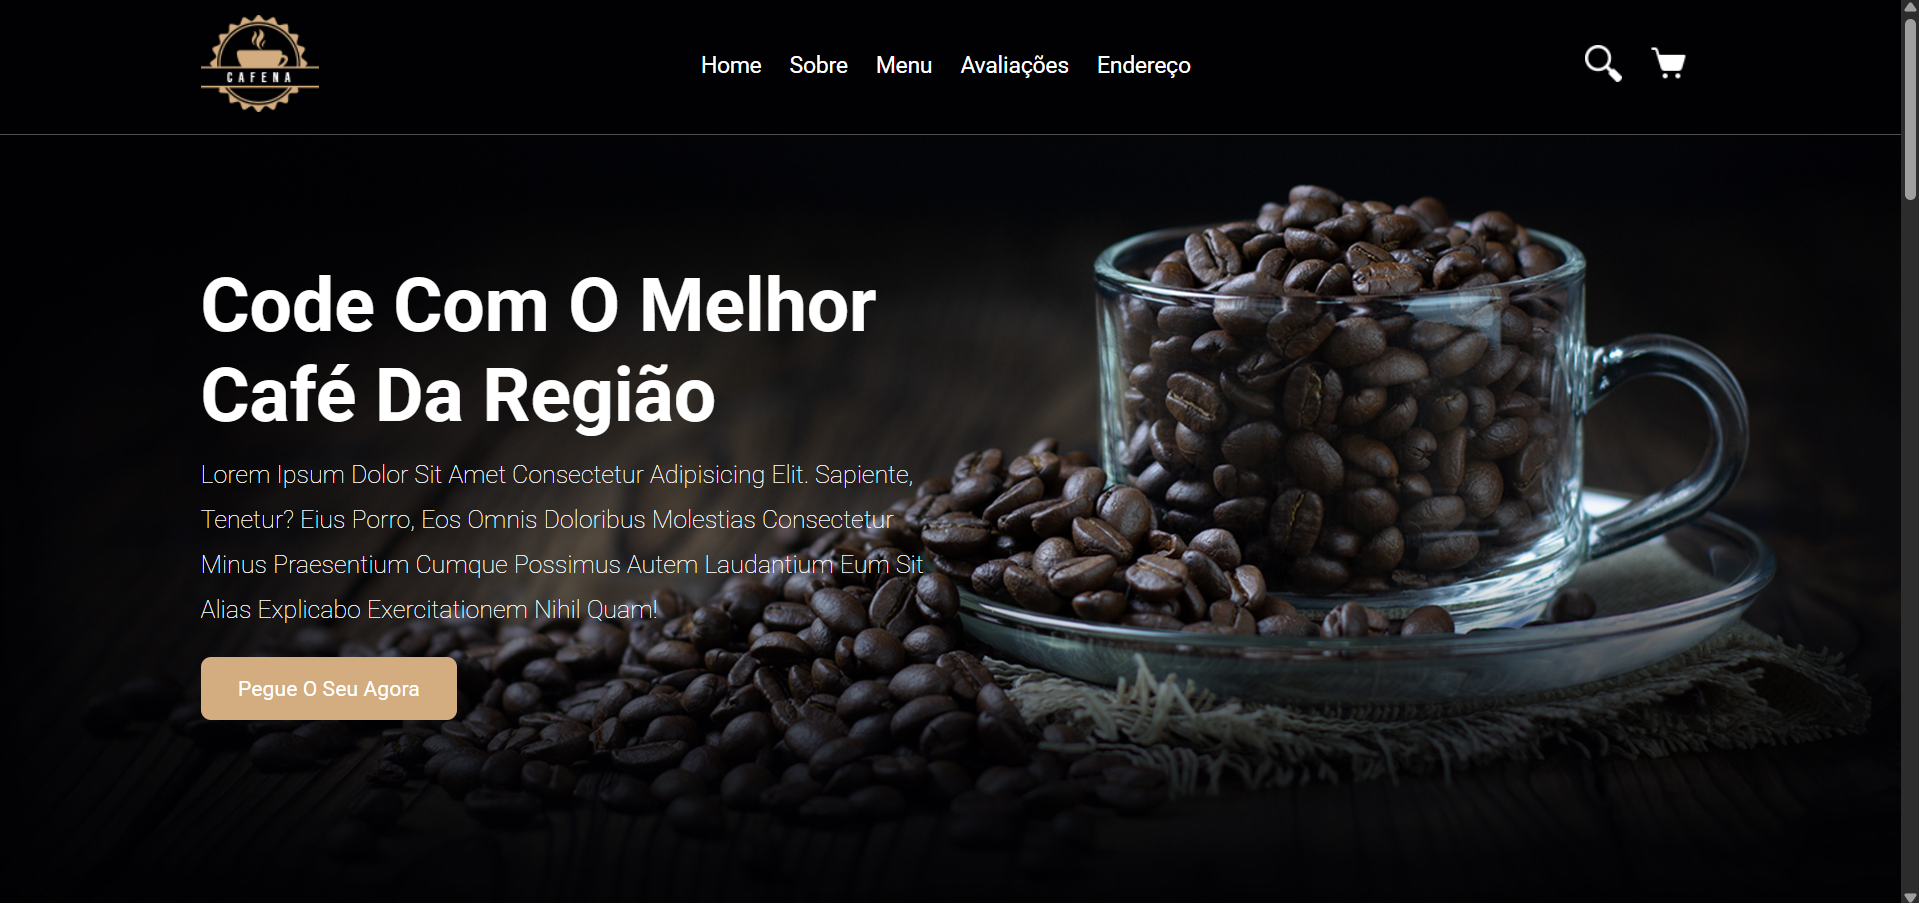 CAFENA
Home Sobre Menu Avaliações Endereço
Code Com O Melhor
Café Da Região
Lorem Ipsum Dolor Sit Amet Consectetur Adipisicing Elit. Sapiente,
Tenetur? Eius Porro, Eos Omnis Doloribus Molestias Consectetur
Minus Praesentium Cumque Possimus Autem Laudantium Eum Sit
Alias Explicabo Exercitationem Nihil Quam!
Pegue O Seu Agora